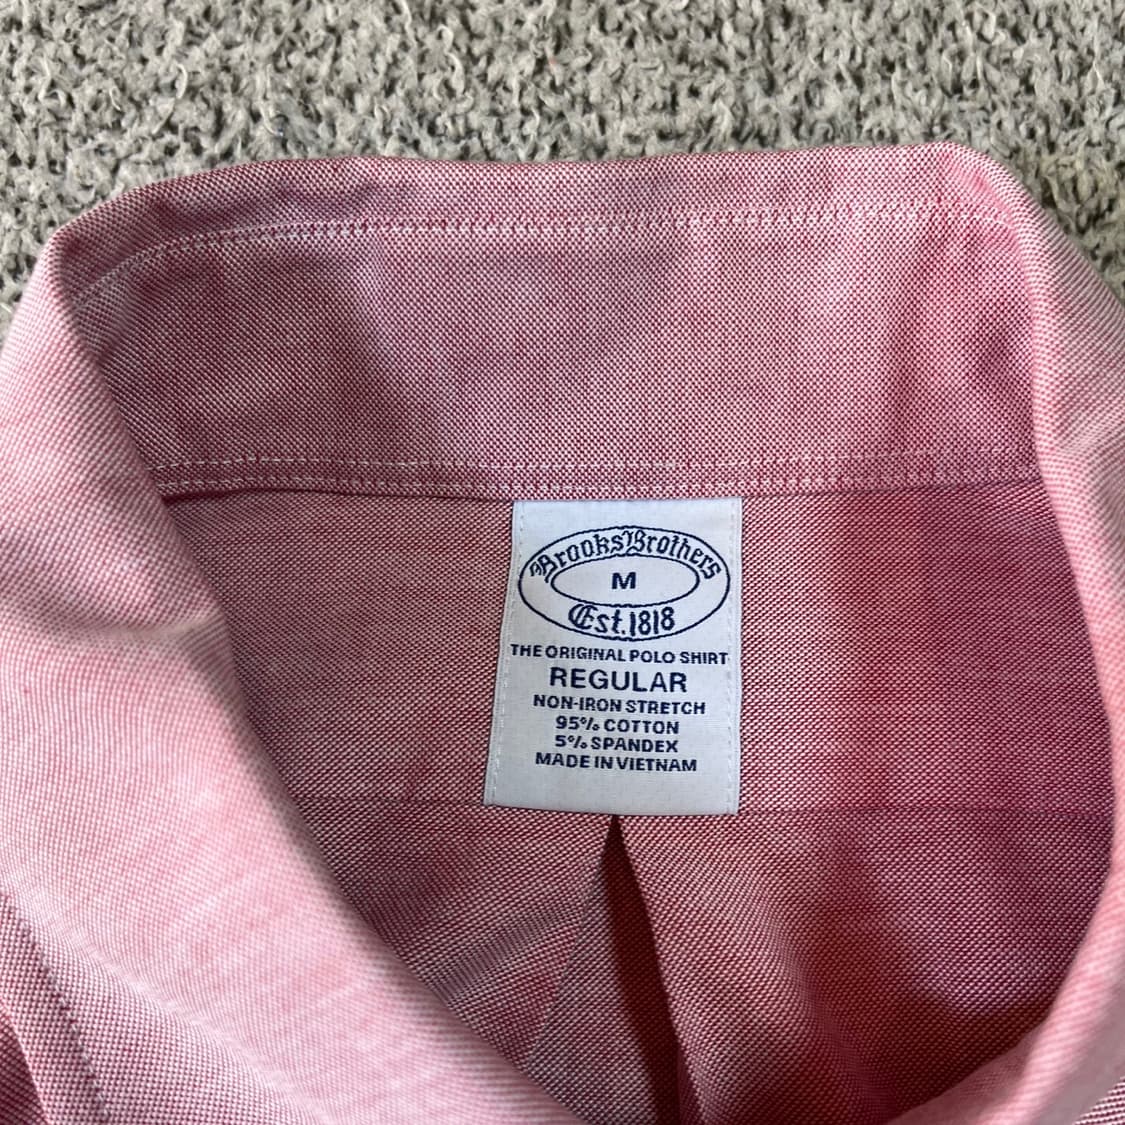 Brooks Brothers
M
Est. 1818
THE ORIGINAL POLO SHIRT
REGULAR
NON-IRON STRETCH
95% COTTON
5% SPANDEX
MADE IN VIETNAM